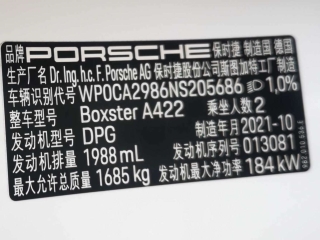 品牌 PORSCHE 保时捷 制造国 德国
生产厂名 Dr. Ing. h.c. F. Porsche AG 保时捷股份公司斯图加特工厂制造
车辆识别代号 WP0CA2986NS205686 1,0%
整车型号 Boxster A422 乘坐人数 2
发动机型号 DPG 制造年月 2021-10
发动机排量 1988 mL 发动机序号 013081
最大允许总质量 1685 kg 发动机最大净功率 184 kW